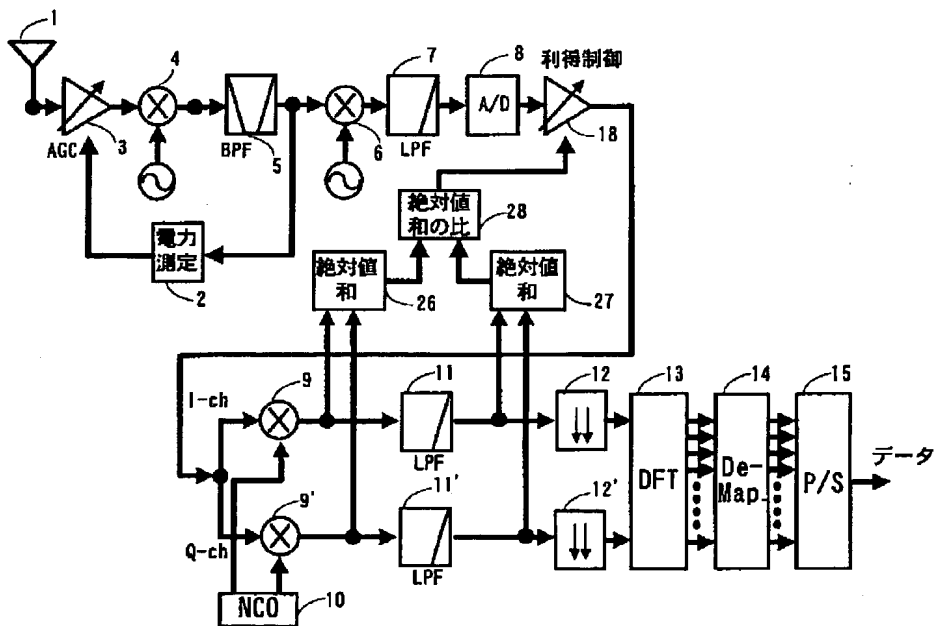 1
4
7
8
利得制御
A/D
AGC
3
BPF
5
6
LPF
18
電力
測定
2
絶対値
和の比
28
絶対値
和
26
絶対値
和
27
9
11
12
13
14
15
I-ch
LPF
9'
11'
12'
DFT
De-
Map.
P/S
データ
Q-ch
LPF
NCO
10